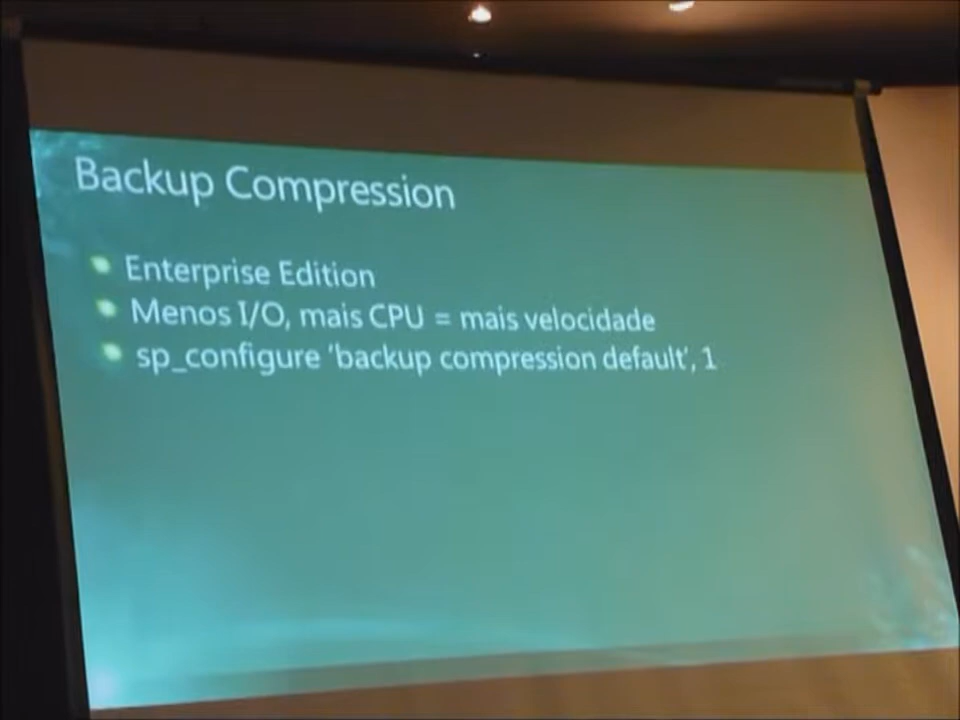 Backup Compression
Enterprise Edition
Menos I/O, mais CPU = mais velocidade
sp_configure ‘backup compression default’, 1